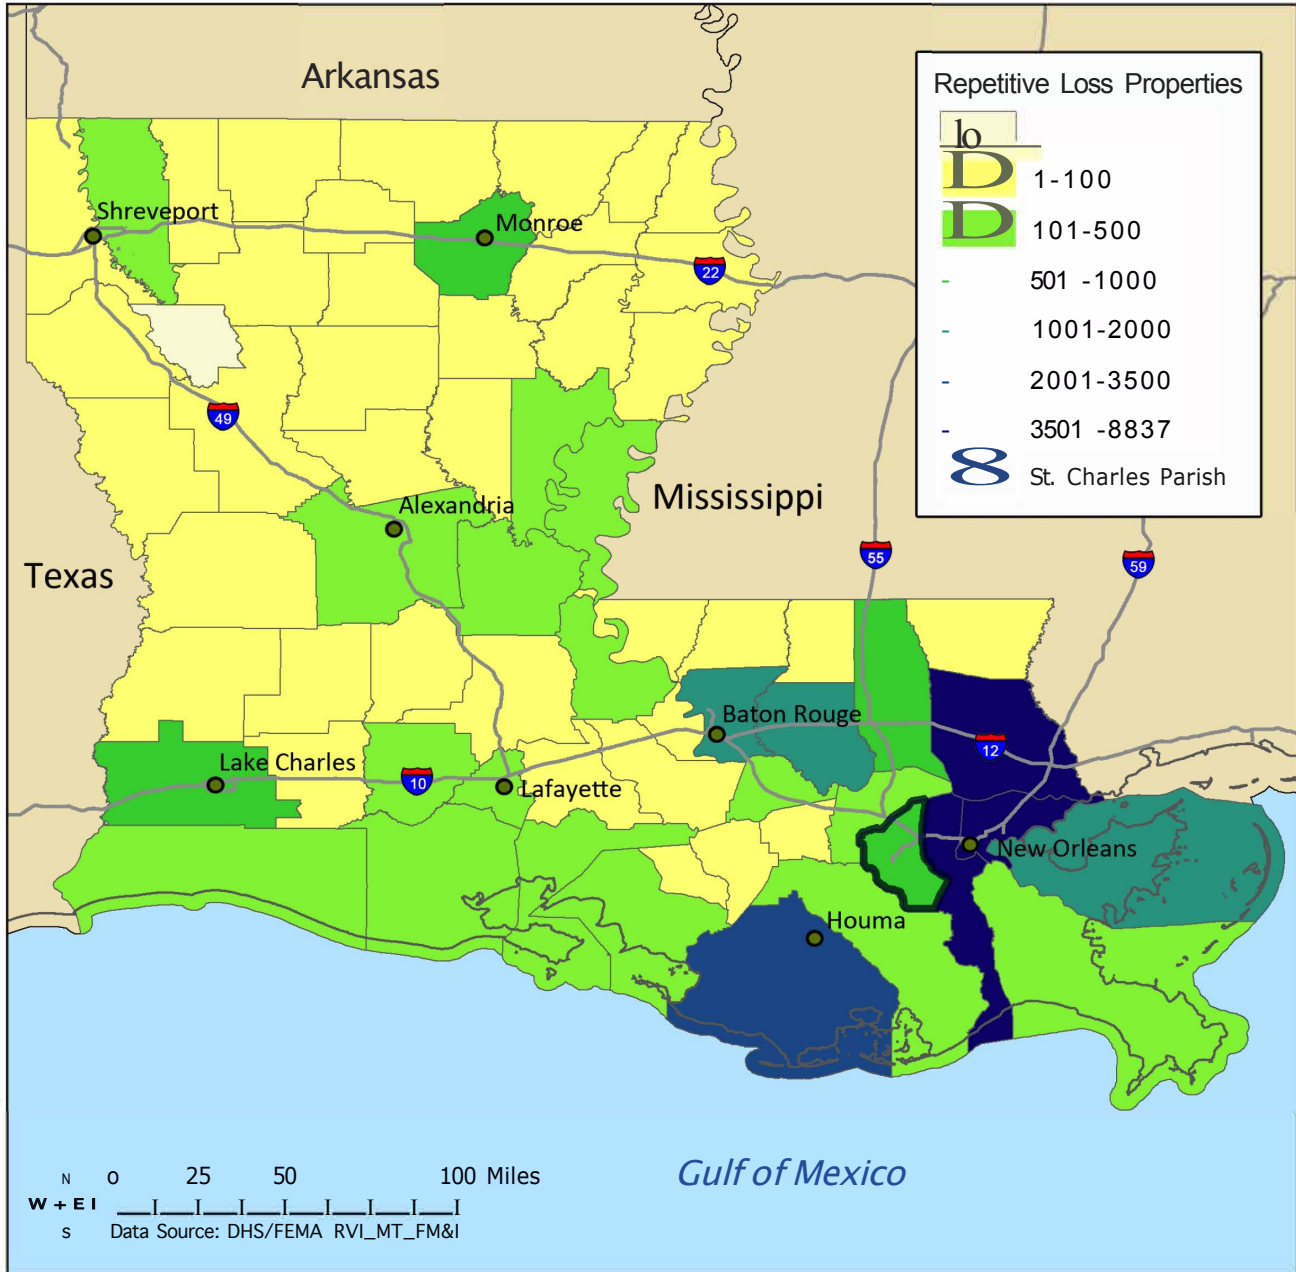 Arkansas
Repetitive Loss Properties
lo
D 1-100
D 101-500
- 501 -1000
- 1001-2000
- 2001-3500
- 3501 -8837
8 St. Charles Parish
Shreveport
Monroe
22
49
Alexandria
Mississippi
Texas
55
59
Baton Rouge
12
Lake Charles
10
Lafayette
New Orleans
Houma
Gulf of Mexico
N o 25 50 100 Miles
W + E I
s Data Source: DHS/FEMA RVI_MT_FM&I